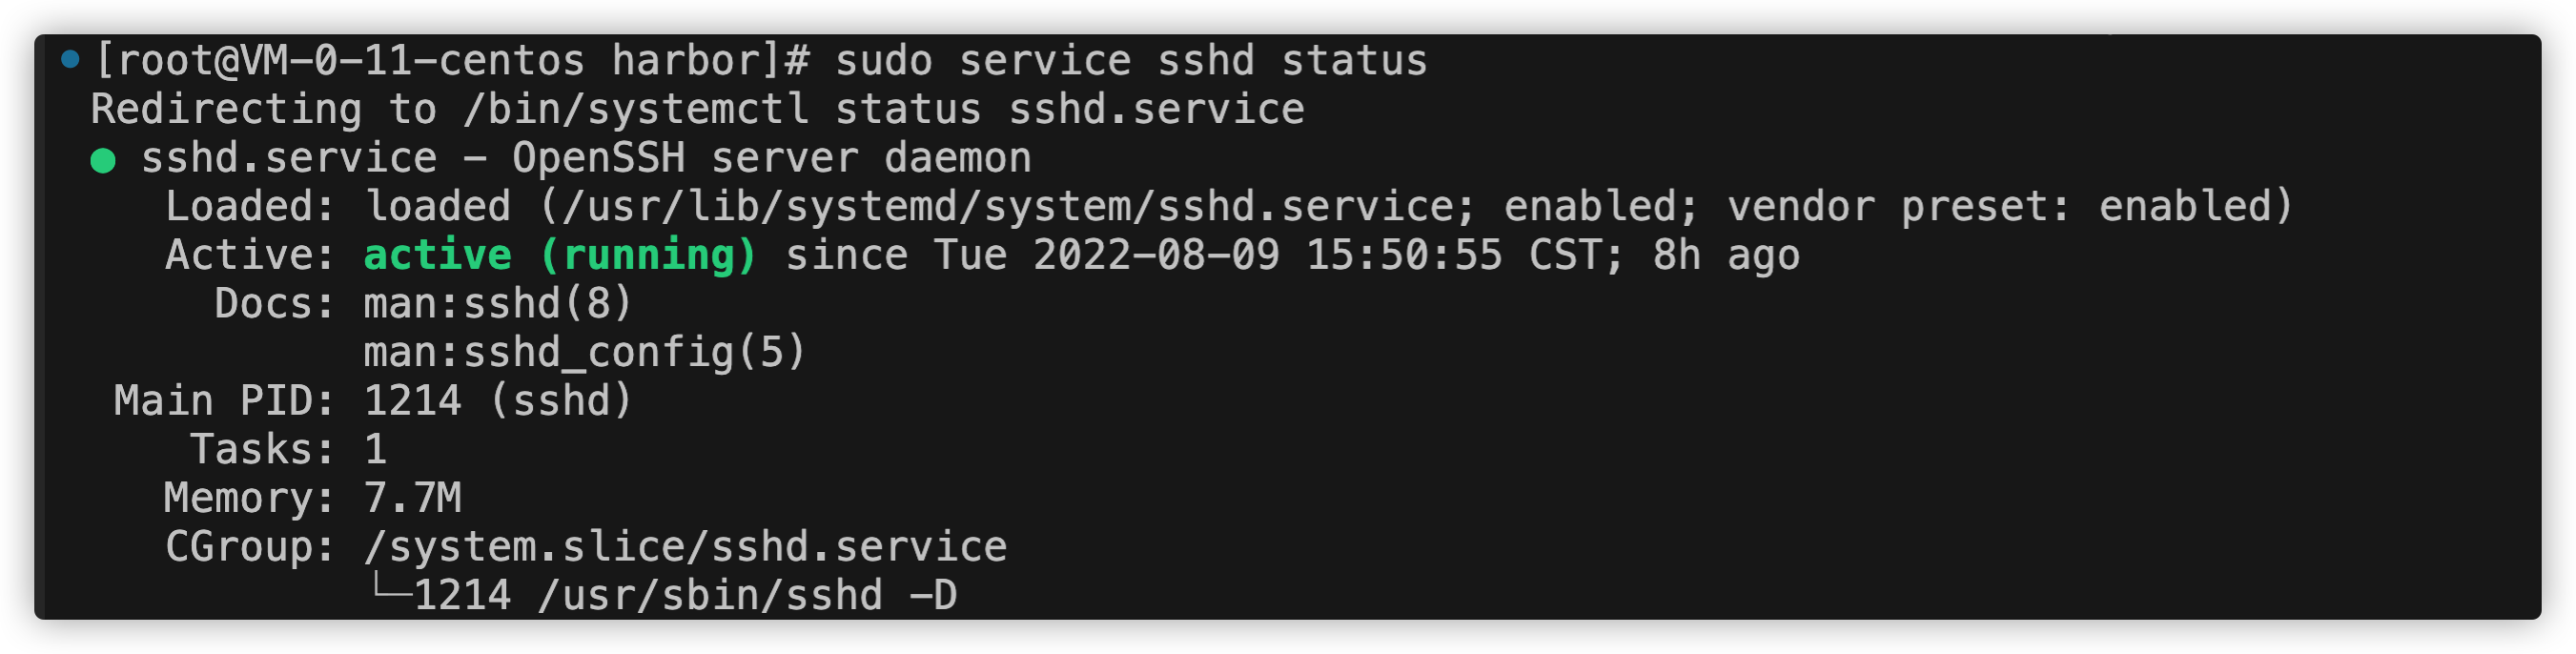 [root@VM-0-11-centos harbor]# sudo service sshd status
Redirecting to /bin/systemctl status sshd.service
● sshd.service - OpenSSH server daemon
Loaded: loaded (/usr/lib/systemd/system/sshd.service; enabled; vendor preset: enabled)
Active: active (running) since Tue 2022-08-09 15:50:55 CST; 8h ago
Docs: man:sshd(8)
man:sshd_config(5)
Main PID: 1214 (sshd)
Tasks: 1
Memory: 7.7M
CGroup: /system.slice/sshd.service
└─1214 /usr/sbin/sshd -D